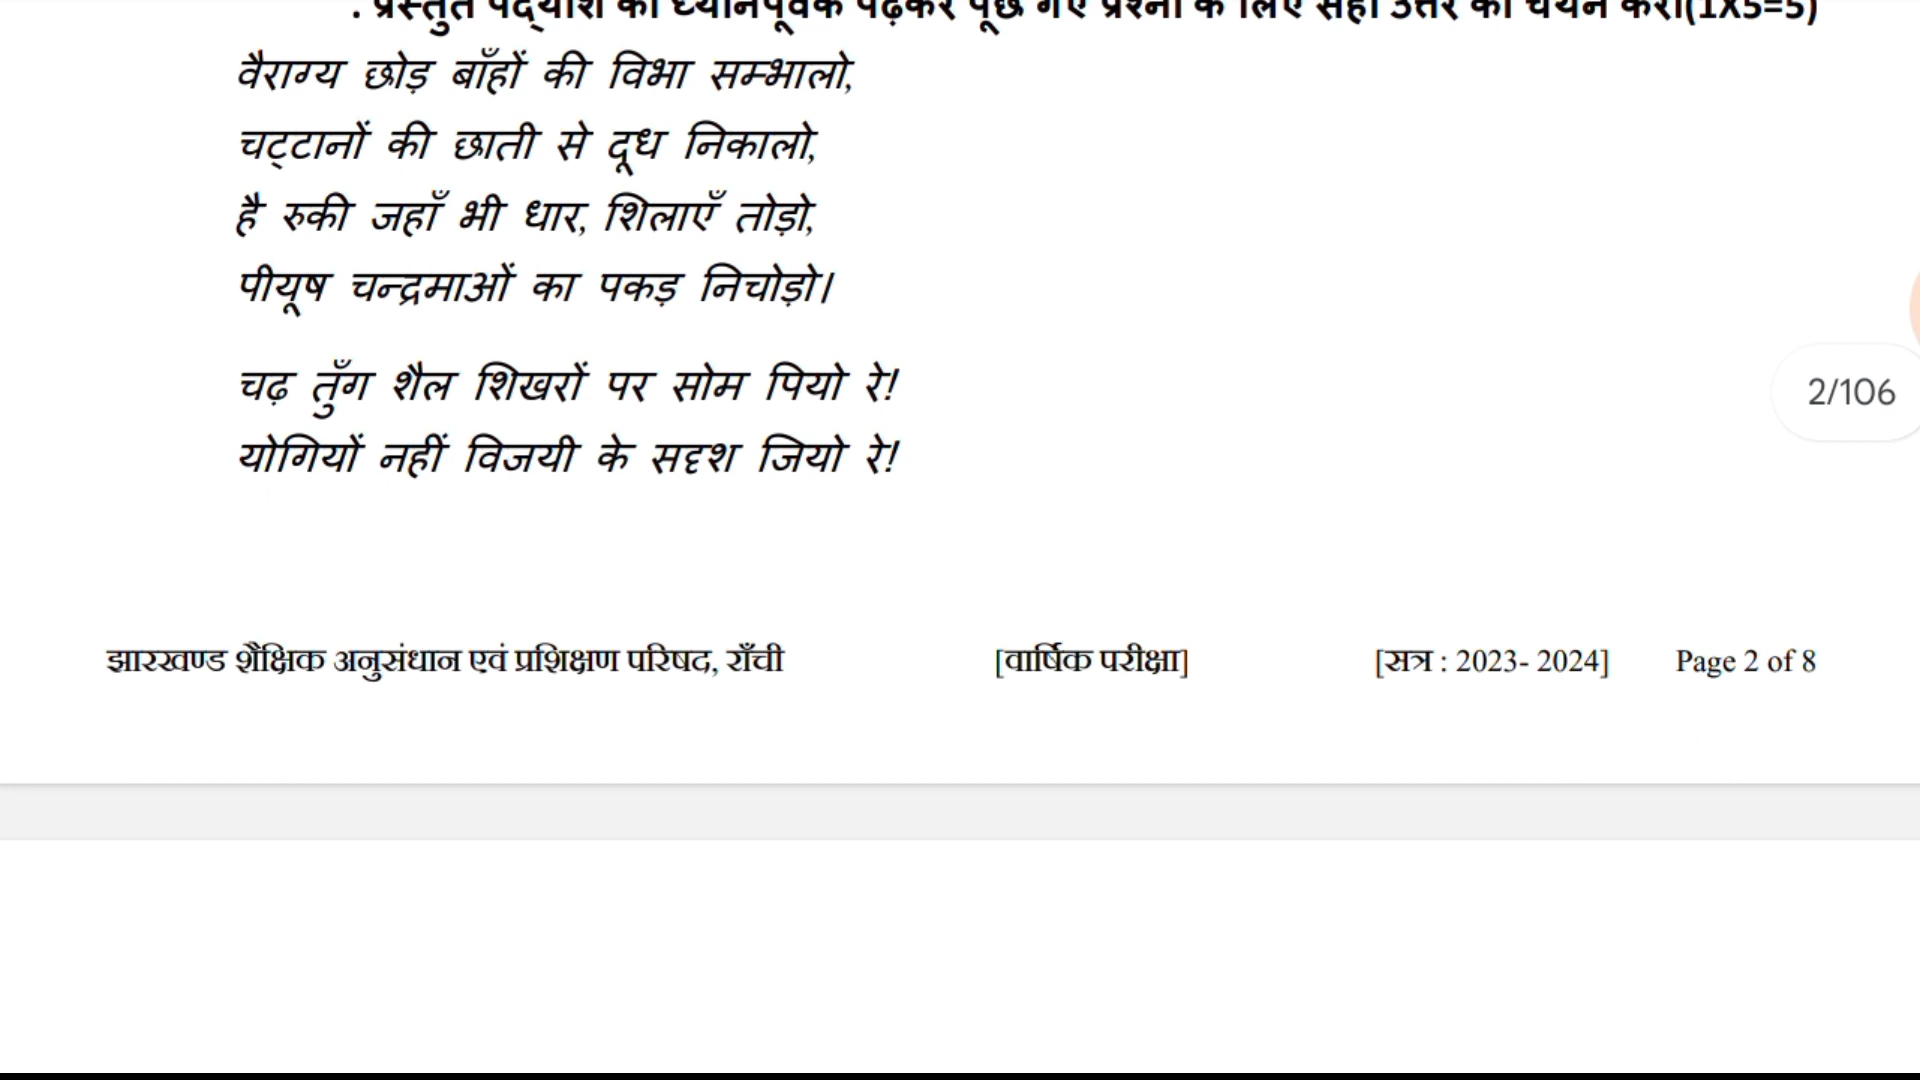 . प्रस्तुत पद्यांश को ध्यानपूर्वक पढ़कर पूछे गए प्रश्नों के लिए सही उत्तर का चयन करो(1X5=5)
वैराग्य छोड़ बाँहों की विभा सम्भालो,
चट्टानों की छाती से दूध निकालो,
है रुकी जहाँ भी धार, शिलाएँ तोड़ो,
पीयूष चन्द्रमाओं का पकड़ निचोड़ो।
चढ़ तुँग शैल शिखरों पर सोम पियो रे!
योगियों नहीं विजयी के सदृश जियो रे!
2/106
झारखण्ड शैक्षिक अनुसंधान एवं प्रशिक्षण परिषद, राँची [वार्षिक परीक्षा] [सत्र : 2023- 2024] Page 2 of 8